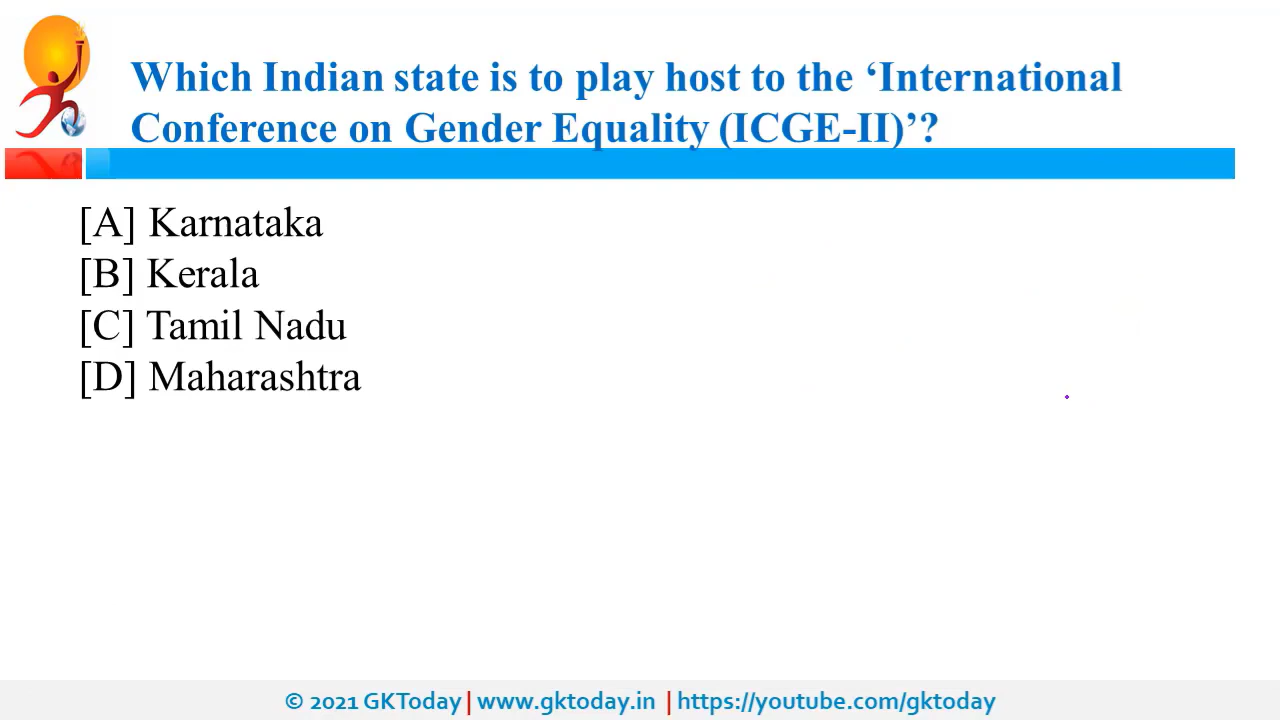 Which Indian state is to play host to the ‘International
Conference on Gender Equality (ICGE-II)’?
[A] Karnataka
[B] Kerala
[C] Tamil Nadu
[D] Maharashtra
© 2021 GKToday | www.gktoday.in | https://youtube.com/gktoday